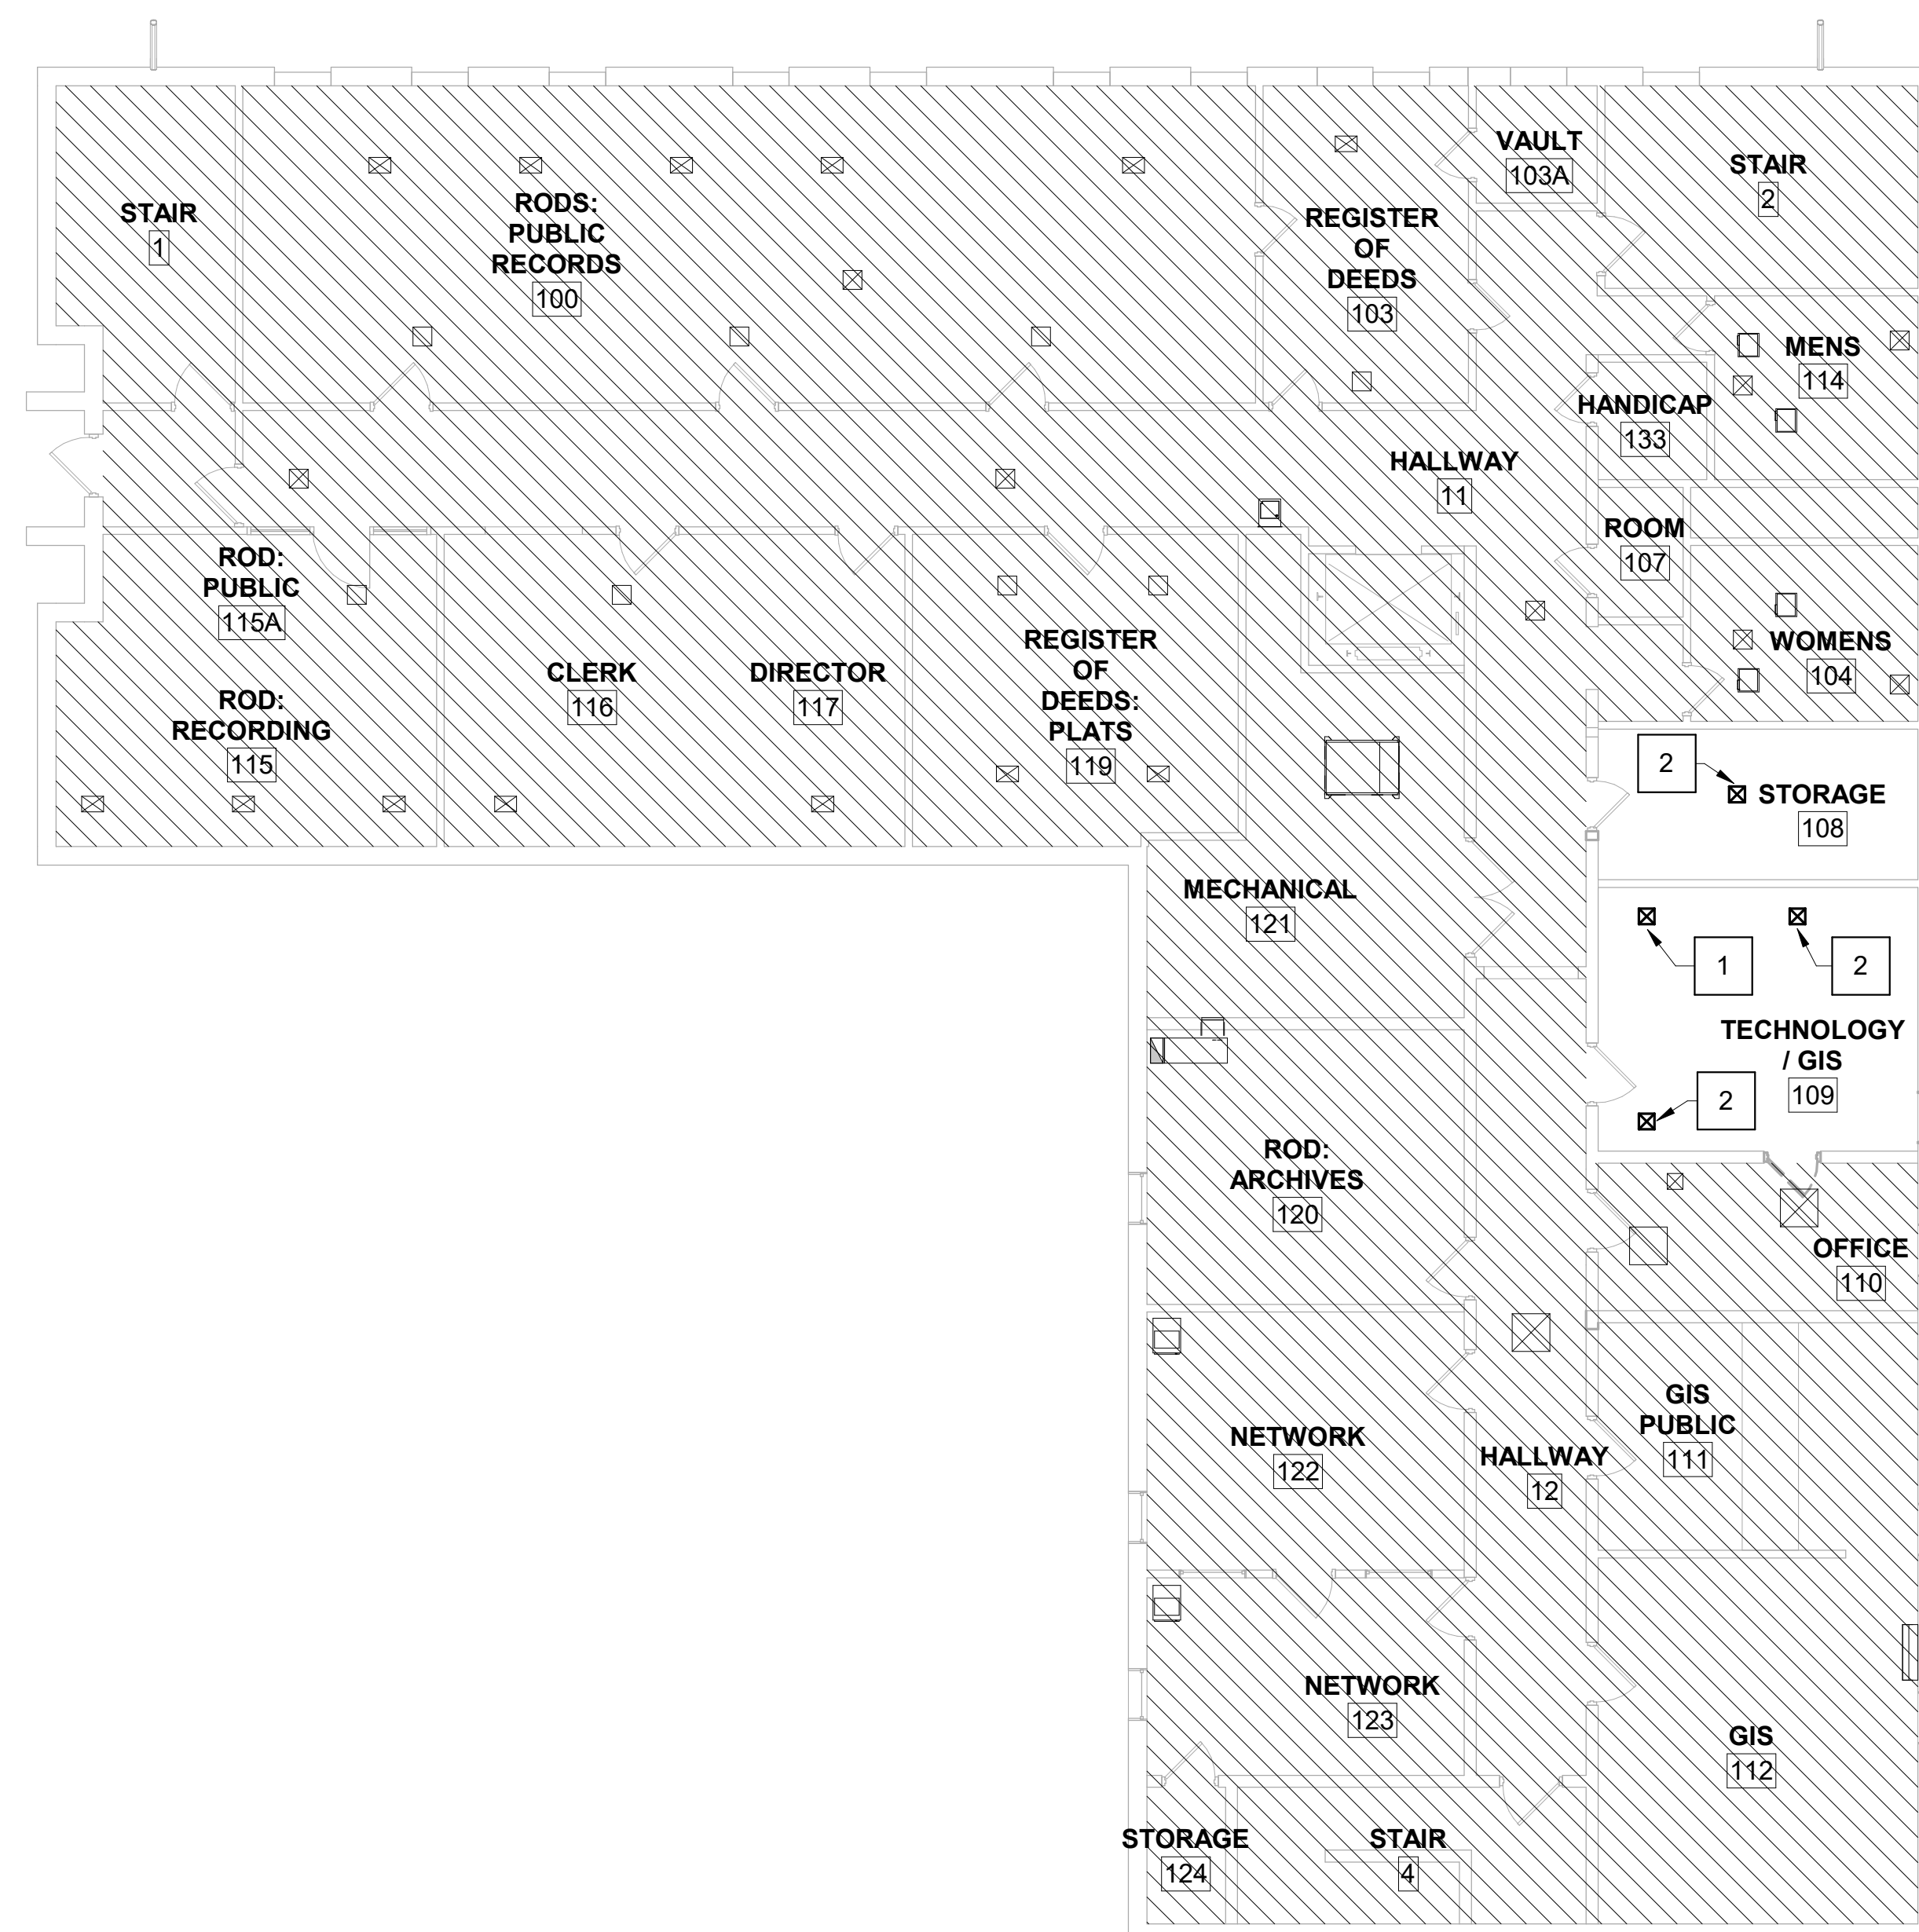 STAIR
1
RODS:
PUBLIC
RECORDS
100
REGISTER
OF
DEEDS
103
VAULT
103A
STAIR
2
MENS
114
HANDICAP
133
HALLWAY
11
ROOM
107
ROD:
PUBLIC
115A
ROD:
RECORDING
115
CLERK
116
DIRECTOR
117
REGISTER
OF
DEEDS:
PLATS
119
WOMENS
104
2
STORAGE
108
MECHANICAL
121
1
2
TECHNOLOGY
/ GIS
109
2
ROD:
ARCHIVES
120
OFFICE
110
NETWORK
122
HALLWAY
12
GIS
PUBLIC
111
NETWORK
123
GIS
112
STORAGE
124
STAIR
4